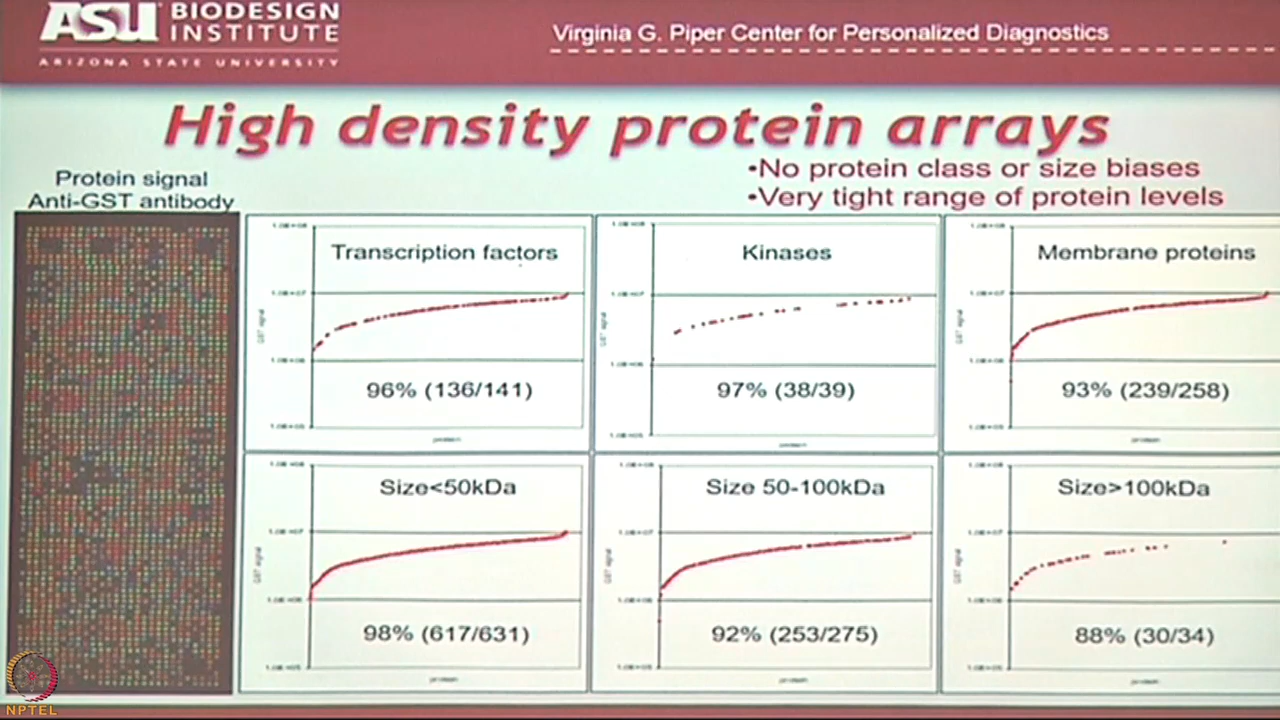 ASU BIODESIGN
INSTITUTE
ARIZONA STATE UNIVERSITY
Virginia G. Piper Center for Personalized Diagnostics
High density protein arrays
•No protein class or size biases
•Very tight range of protein levels
Protein signal
Anti-GST antibody
Transcription factors
96% (136/141)
Kinases
97% (38/39)
Membrane proteins
93% (239/258)
Size<50kDa
98% (617/631)
Size 50-100kDa
92% (253/275)
Size>100kDa
88% (30/34)
NPTEL